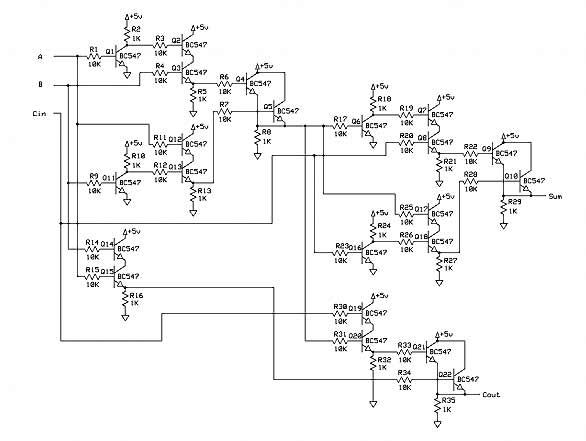 +5v
R2
1K
+5v
A
R1
10K
Q1
BC547
R3
10K
Q2
BC547
B
R4
10K
Q3
BC547
R5
1K
R6
10K
+5v
Q4
BC547
Cin
R7
10K
Q5
BC547
R8
1K
+5v
R18
1K
+5v
R17
10K
Q6
BC547
R19
10K
Q7
BC547
R20
10K
Q8
BC547
R21
1K
R22
10K
+5v
Q9
BC547
R28
10K
Q10
BC547
R29
1K
Sum
+5v
R10
1K
+5v
R11
10K
Q12
BC547
R9
10K
Q11
BC547
R12
10K
Q13
BC547
R13
1K
+5v
R24
1K
+5v
R25
10K
Q17
BC547
R23
10K
Q16
BC547
R26
10K
Q18
BC547
R27
1K
+5v
R14
10K
Q14
BC547
R15
10K
Q15
BC547
R16
1K
+5v
R30
10K
Q19
BC547
R31
10K
Q20
BC547
R32
1K
R33
10K
+5v
Q21
BC547
R34
10K
Q22
BC547
R35
1K
Cout